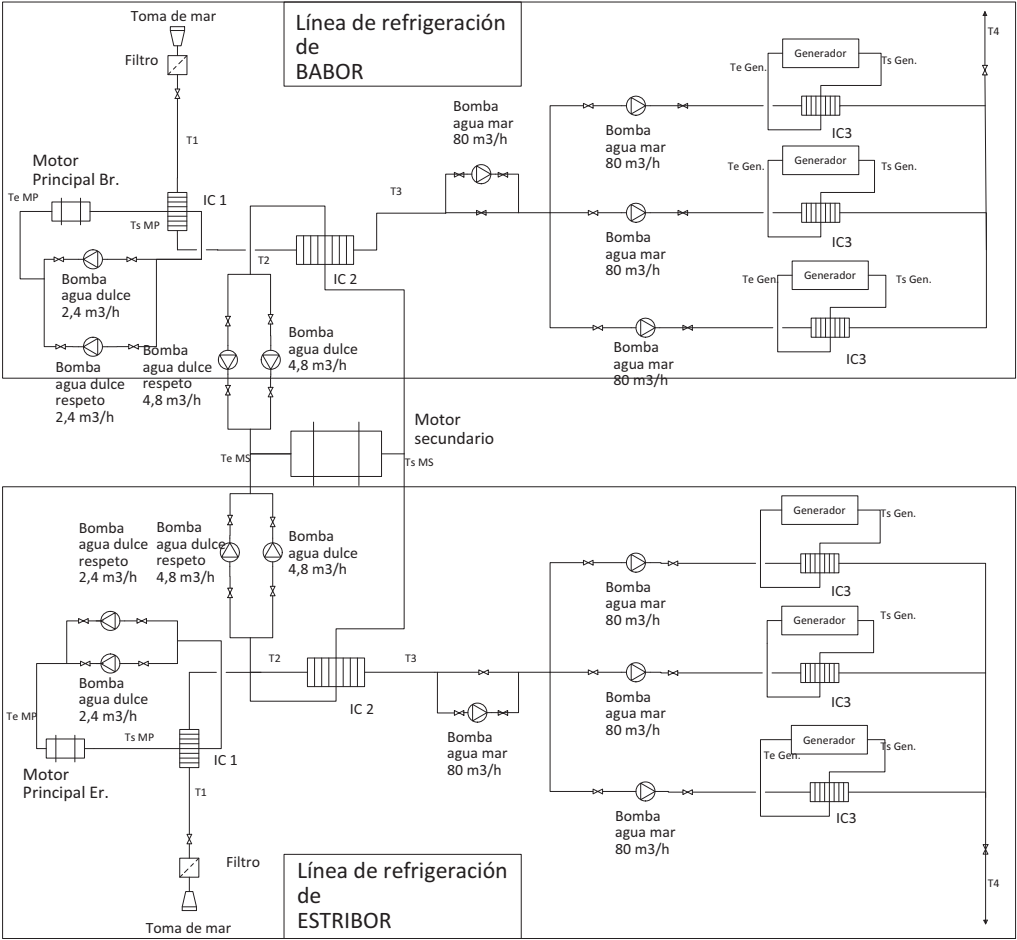 Toma de mar
Filtro
Línea de refrigeración
de
BABOR
T1
Motor
Principal Br.
Te MP
Ts MP
IC 1
Bomba
agua dulce
2,4 m3/h
Bomba
agua dulce
respeto
2,4 m3/h
Bomba
agua dulce
respeto
4,8 m3/h
Bomba
agua dulce
4,8 m3/h
T2
IC 2
T3
Bomba
agua mar
80 m3/h
Bomba
agua mar
80 m3/h
Te Gen.
Generador
Ts Gen.
IC3
T4
Bomba
agua mar
80 m3/h
Te Gen.
Generador
Ts Gen.
IC3
Bomba
agua mar
80 m3/h
Te Gen.
Generador
Ts Gen.
IC3
Motor
secundario
Te MS
Ts MS
Bomba
agua dulce
respeto
2,4 m3/h
Bomba
agua dulce
respeto
4,8 m3/h
Bomba
agua dulce
4,8 m3/h
Bomba
agua dulce
2,4 m3/h
Te MP
Ts MP
Motor
Principal Er.
IC 1
T1
T2
IC 2
T3
Bomba
agua mar
80 m3/h
Bomba
agua mar
80 m3/h
Generador
Ts Gen.
IC3
Bomba
agua mar
80 m3/h
Generador
Ts Gen.
IC3
Bomba
agua mar
80 m3/h
Te Gen.
Generador
Ts Gen.
IC3
T4
Filtro
Toma de mar
Línea de refrigeración
de
ESTRIBOR